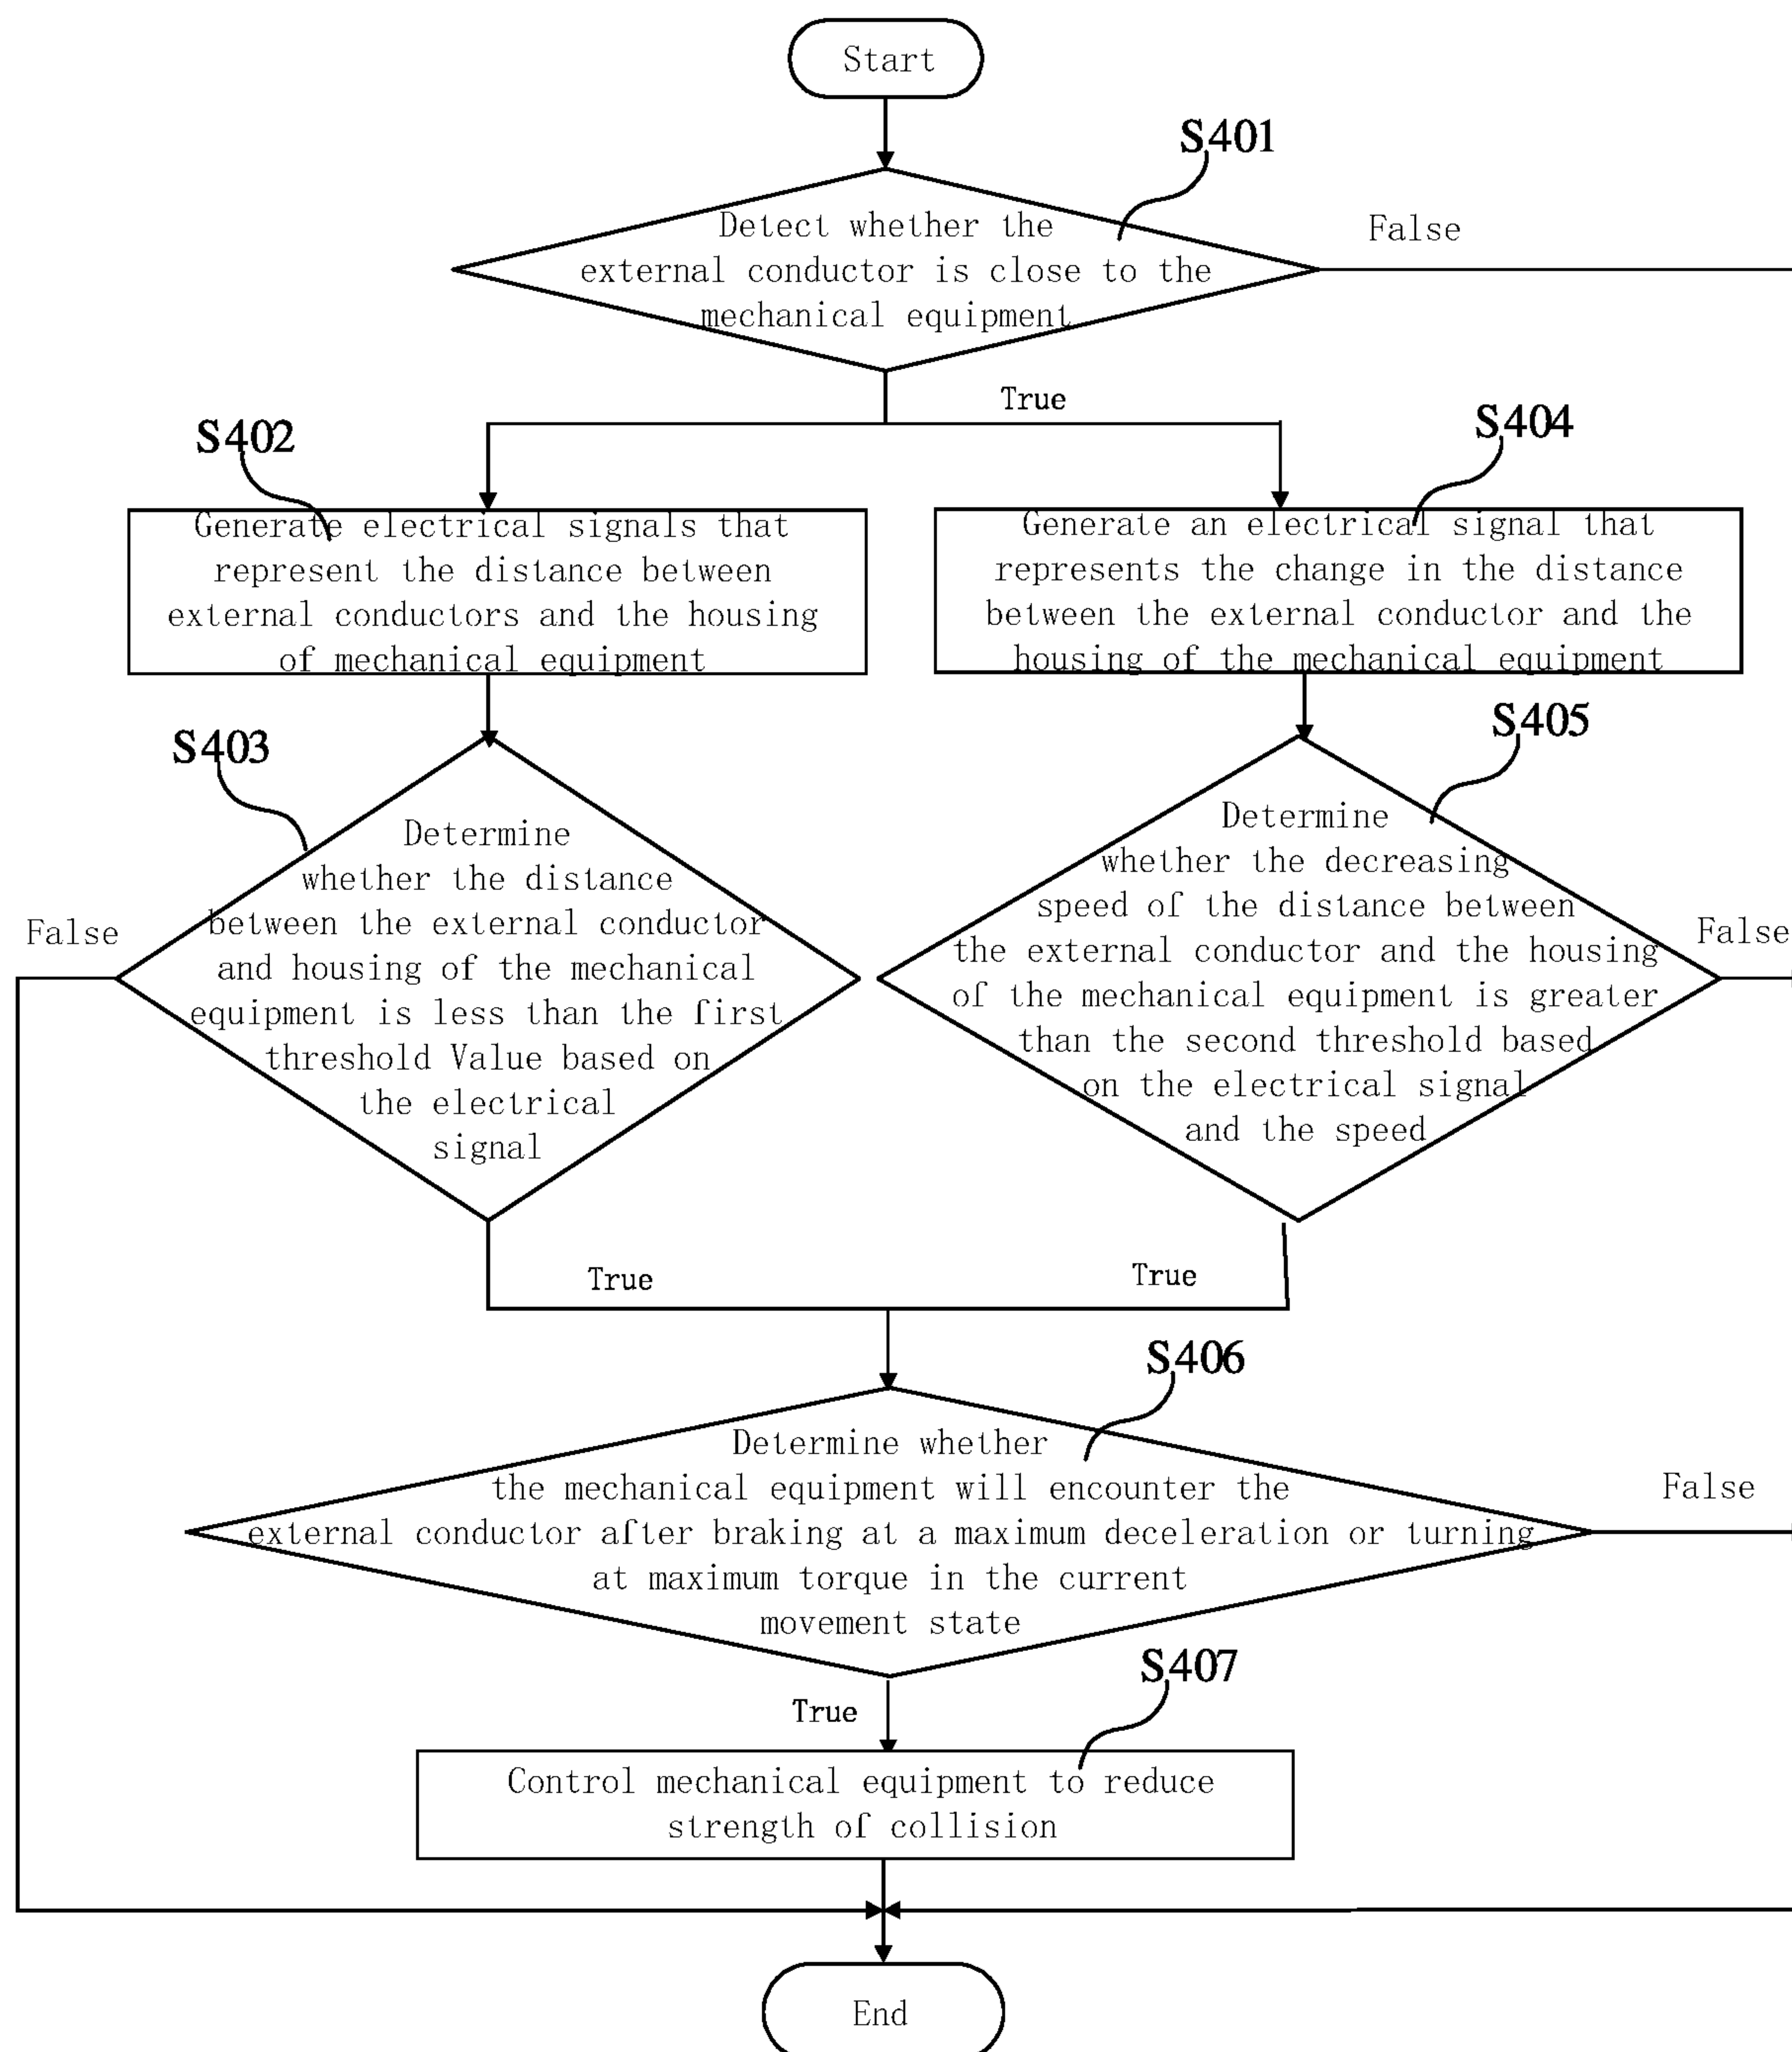 Start
S401
Detect whether the
external conductor is close to the
mechanical equipment
False
True
S402
Generate electrical signals that
represent the distance between
external conductors and the housing
of mechanical equipment
S404
Generate an electrical signal that
represents the change in the distance
between the external conductor and the
housing of the mechanical equipment
S403
Determine
whether the distance
between the external conductor
and housing of the mechanical
equipment is less than the first
threshold Value based on
the electrical
signal
False
S405
Determine
whether the decreasing
speed of the distance between
the external conductor and the housing
of the mechanical equipment is greater
than the second threshold based
on the electrical signal
and the speed
False
True
True
S406
Determine whether
the mechanical equipment will encounter the
external conductor after braking at a maximum deceleration or turning
at maximum torque in the current
movement state
False
True
S407
Control mechanical equipment to reduce
strength of collision
End